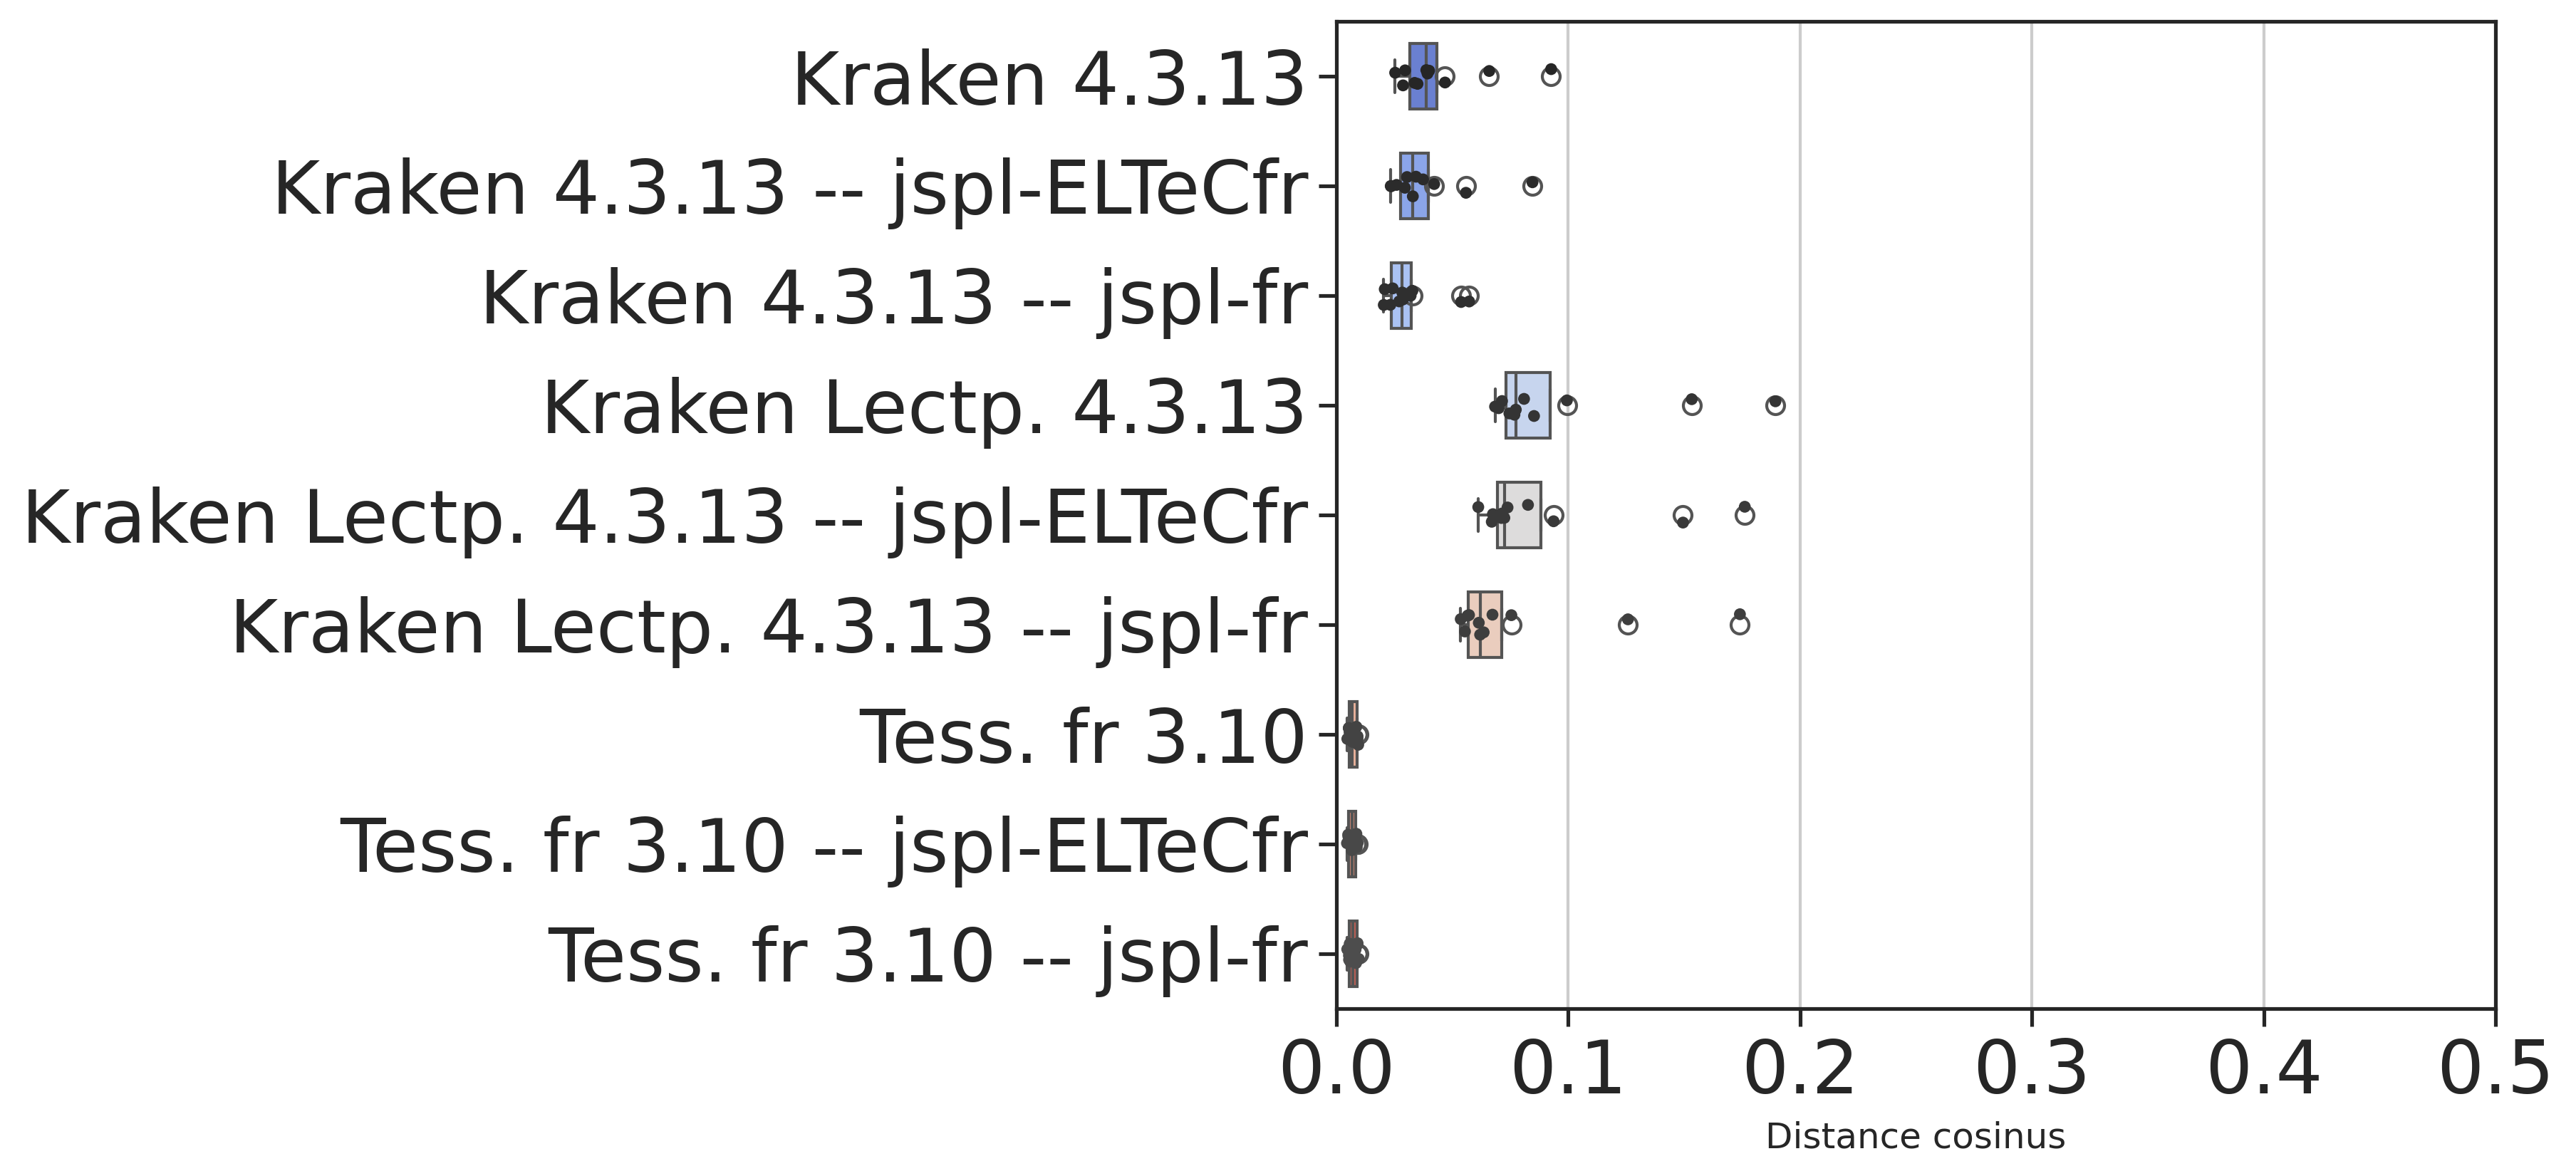 Kraken 4.3.13
Kraken 4.3.13 -- jspl-ELTeCfr
Kraken 4.3.13 -- jspl-fr
Kraken Lectp. 4.3.13
Kraken Lectp. 4.3.13 -- jspl-ELTeCfr
Kraken Lectp. 4.3.13 -- jspl-fr
Tess. fr 3.10
Tess. fr 3.10 -- jspl-ELTeCfr
Tess. fr 3.10 -- jspl-fr
0.0 0.1 0.2 0.3 0.4 0.5
Distance cosinus